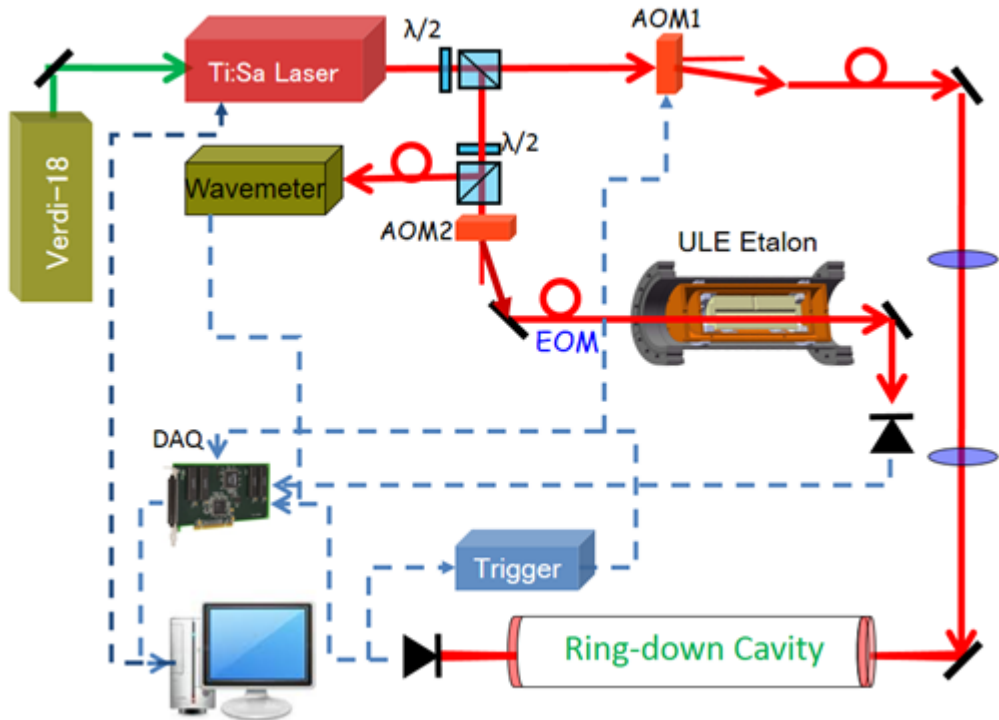 λ/2
AOM1
Ti:Sa Laser
Verdi-18
λ/2
Wavemeter
AOM2
ULE Etalon
EOM
DAQ
Trigger
Ring-down Cavity